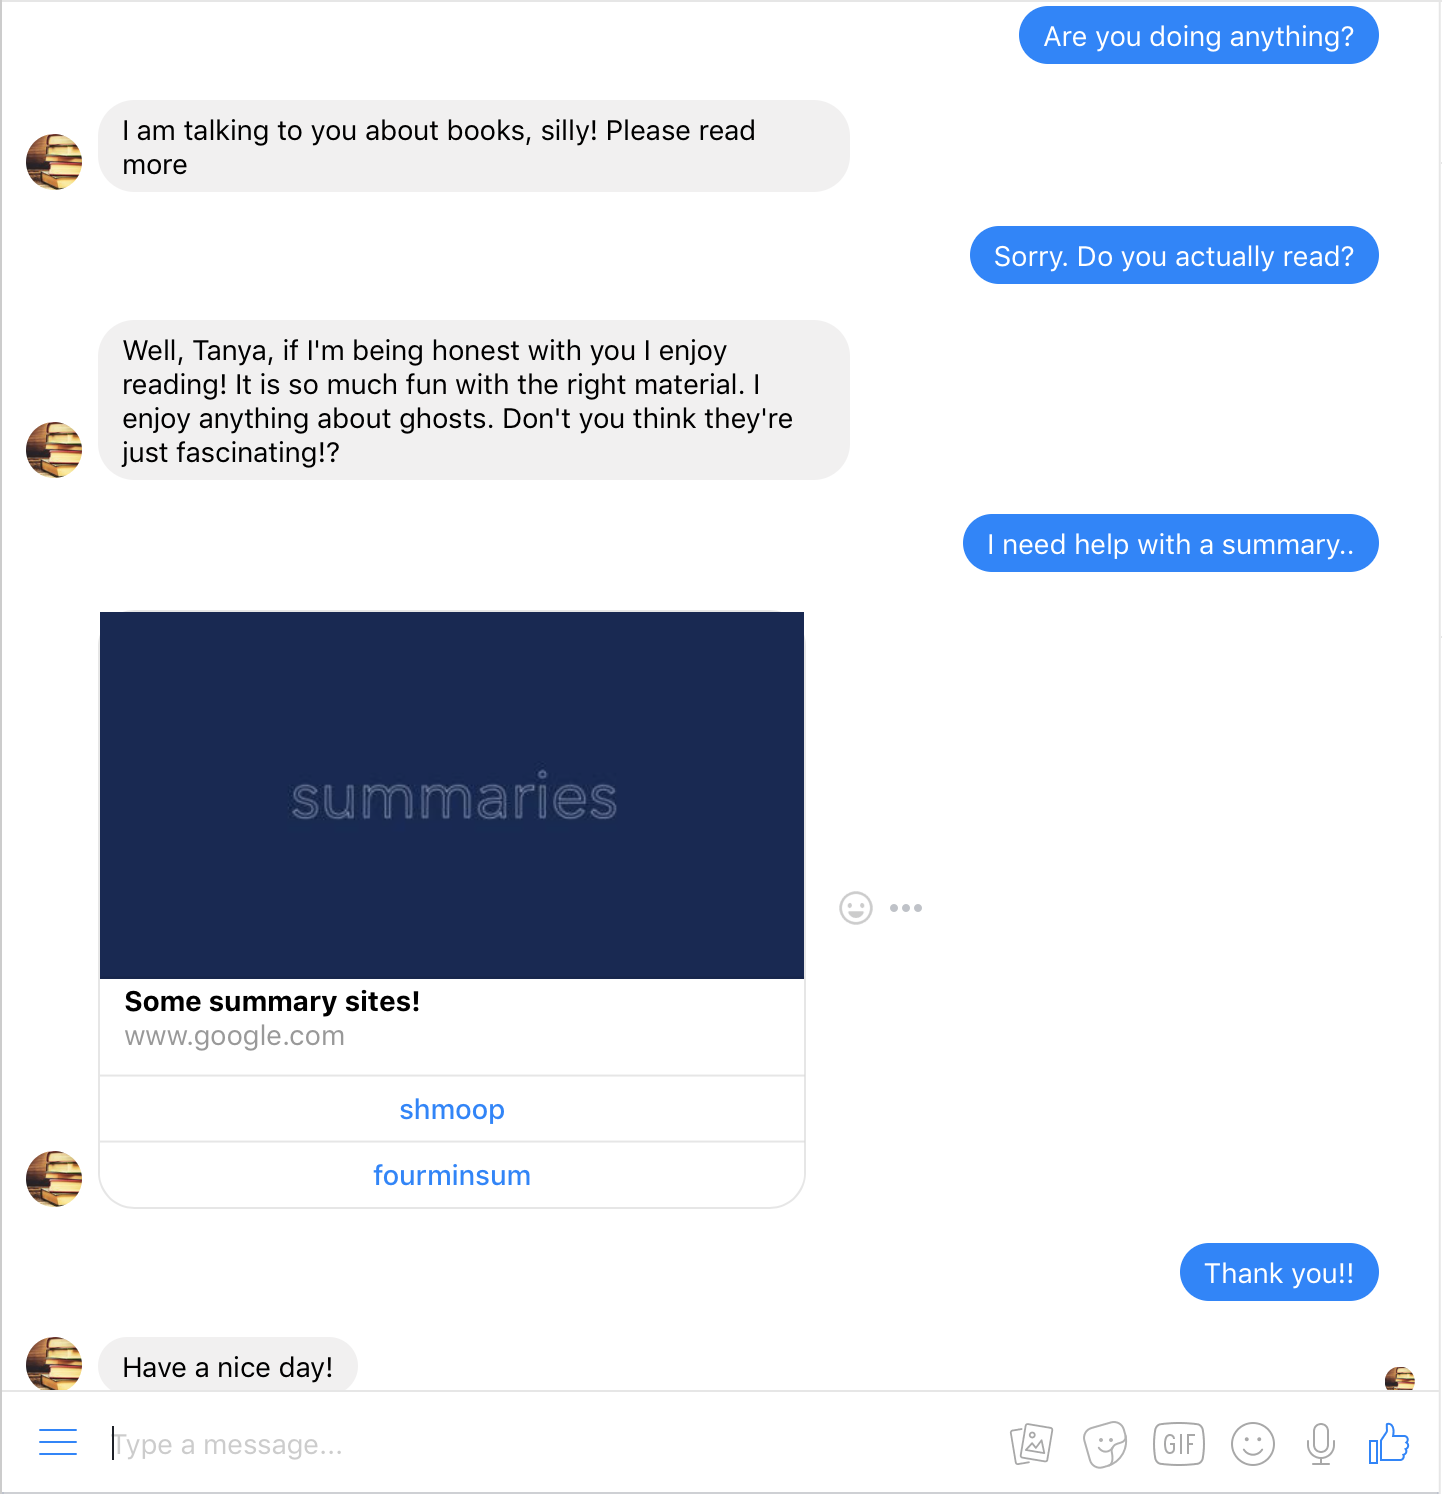 Are you doing anything?
I am talking to you about books, silly! Please read
more
Sorry. Do you actually read?
Well, Tanya, if I'm being honest with you I enjoy
reading! It is so much fun with the right material. I
enjoy anything about ghosts. Don't you think they're
just fascinating!?
I need help with a summary..
summaries
Some summary sites!
www.google.com
shmoop
fourminsum
Thank you!!
Have a nice day!
Type a message...
GIF